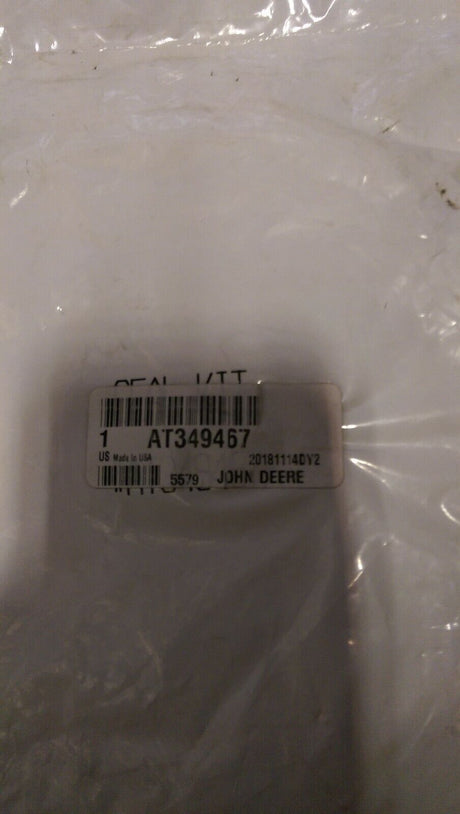 SEAL KIT
1 AT349467
US Made In USA 20181114DY2
5579 JOHN DEERE